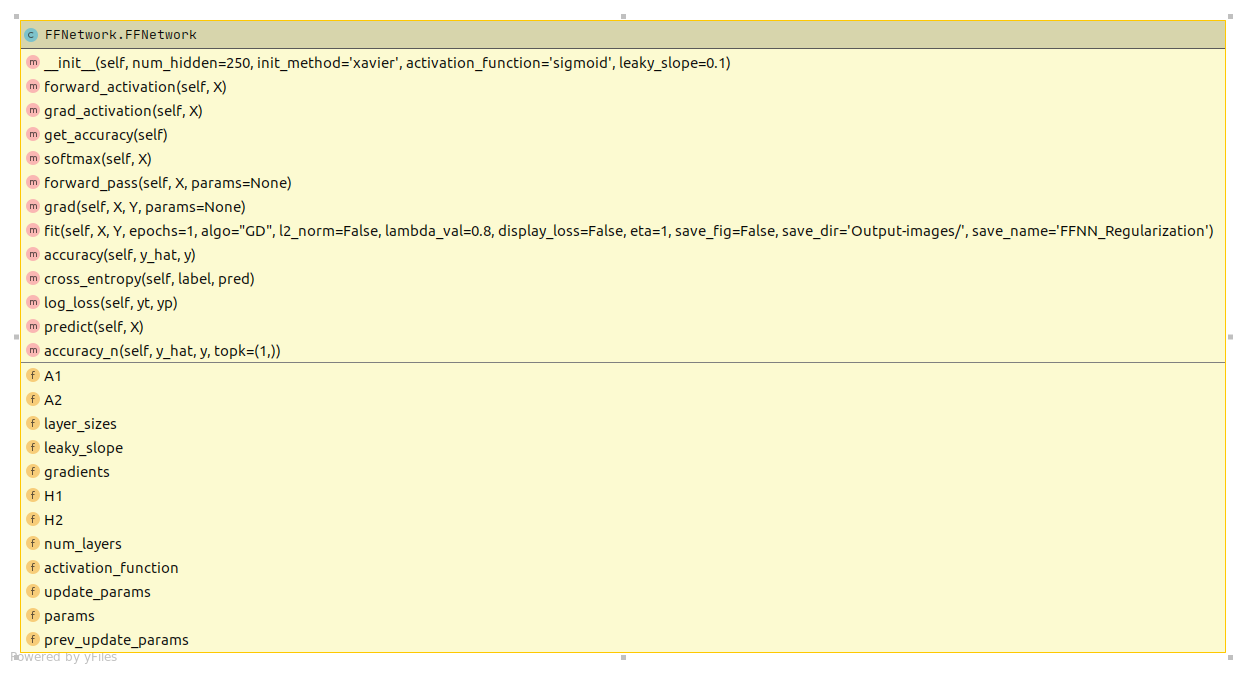 c FFNetwork.FFNetwork
m __init__(self, num_hidden=250, init_method='xavier', activation_function='sigmoid', leaky_slope=0.1)
m forward_activation(self, X)
m grad_activation(self, X)
m get_accuracy(self)
m softmax(self, X)
m forward_pass(self, X, params=None)
m grad(self, X, Y, params=None)
m fit(self, X, Y, epochs=1, algo="GD", l2_norm=False, lambda_val=0.8, display_loss=False, eta=1, save_fig=False, save_dir='Output-images/', save_name='FFNN_Regularization')
m accuracy(self, y_hat, y)
m cross_entropy(self, label, pred)
m log_loss(self, yt, yp)
m predict(self, X)
m accuracy_n(self, y_hat, y, topk=(1,))
f A1
f A2
f layer_sizes
f leaky_slope
f gradients
f H1
f H2
f num_layers
f activation_function
f update_params
f params
f prev_update_params
Powered by yFiles